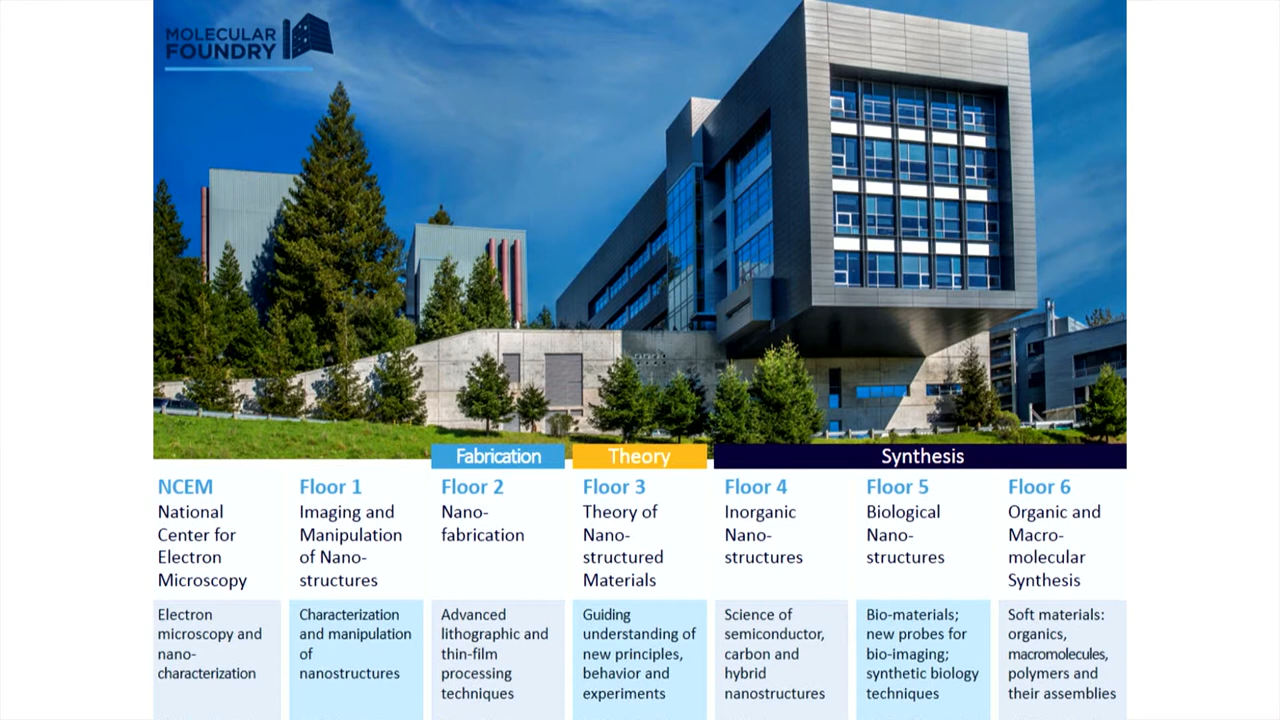 MOLECULAR
FOUNDRY
Fabrication
Theory
Synthesis
NCEM
National
Center for
Electron
Microscopy
Electron
microscopy and
nano-
characterization
Floor 1
Imaging and
Manipulation
of Nano-
structures
Characterization
and manipulation
of
nanostructures
Floor 2
Nano-
fabrication
Advanced
lithographic and
thin-film
processing
techniques
Floor 3
Theory of
Nano-
structured
Materials
Guiding
understanding of
new principles,
behavior and
experiments
Floor 4
Inorganic
Nano-
structures
Science of
semiconductor,
carbon and
hybrid
nanostructures
Floor 5
Biological
Nano-
structures
Bio-materials;
new probes for
bio-imaging;
synthetic biology
techniques
Floor 6
Organic and
Macro-
molecular
Synthesis
Soft materials:
organics,
macromolecules,
polymers and
their assemblies